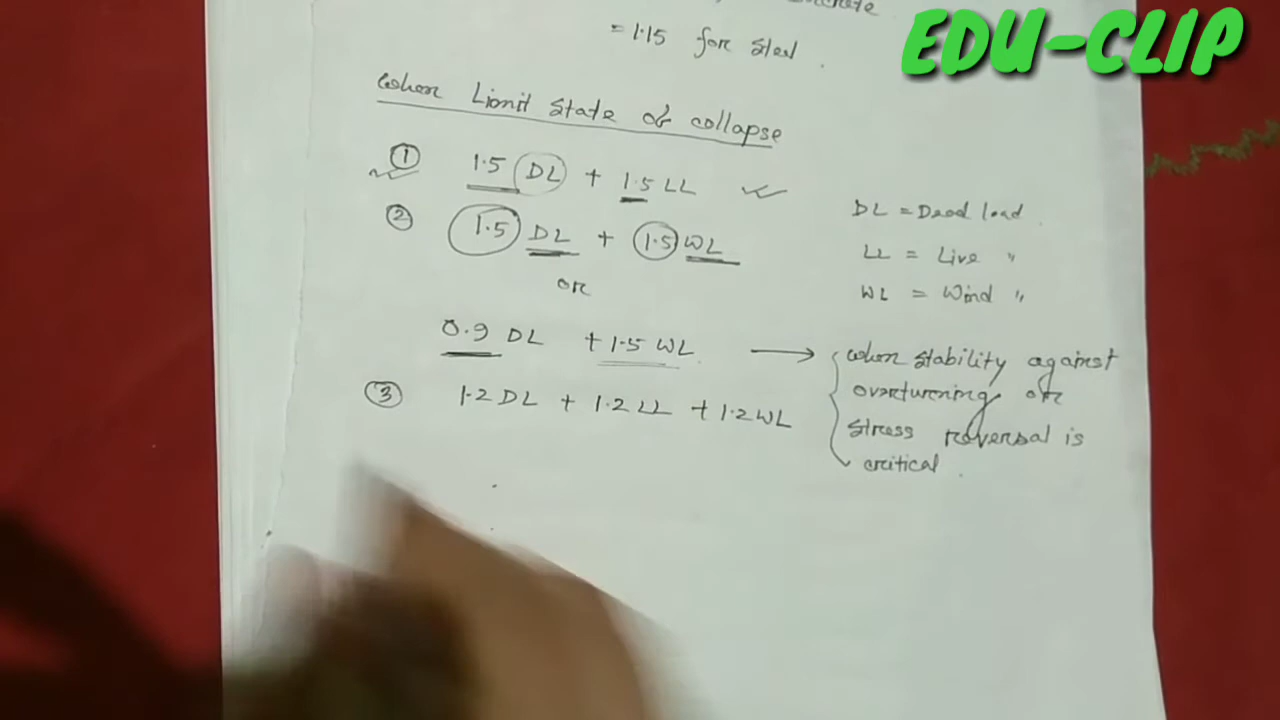 EDU-CLIP
= 1.15 for steel.
When Limit state of collapse
① 1.5 DL + 1.5 LL
② 1.5 DL + 1.5 WL
or
0.9 DL + 1.5 WL → when stability against
overturning or
stress reversal is
critical.
③ 1.2 DL + 1.2 LL + 1.2 WL
DL = Dead load.
LL = Live "
WL = Wind "